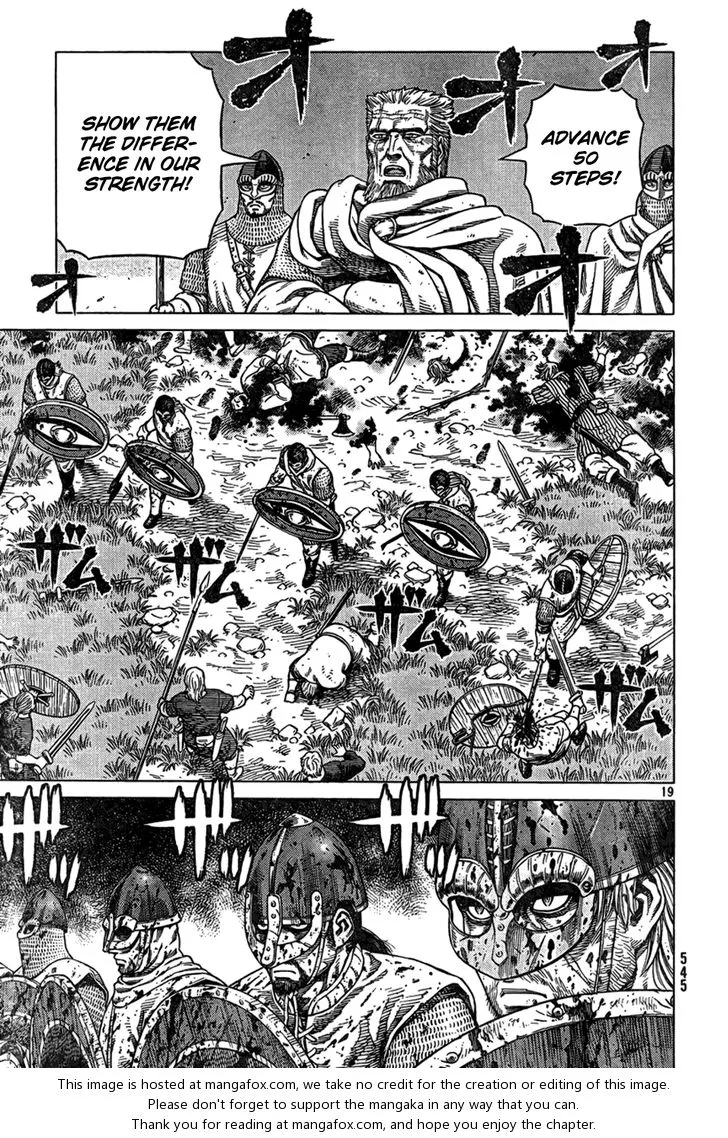 オ
オ
オ
ADVANCE
50
STEPS!
SHOW THEM
THE DIFFER-
ENCE IN OUR
STRENGTH!
オ
オ
ザム
ザム
ザム
ザム
19
545
This image is hosted at mangafox.com, we take no credit for the creation or editing of this image.
Please don't forget to support the mangaka in any way that you can.
Thank you for reading at mangafox.com, and hope you enjoy the chapter.